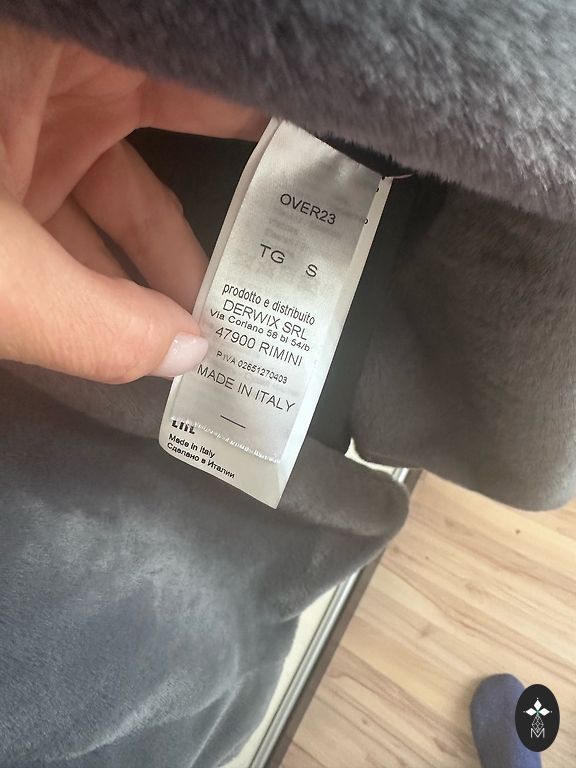 OVER23
TG S
prodotto e distribuito
DERWIX SRL
Via Coriano 58 bl 54/b
47900 RIMINI
P.IVA 02651270403
MADE IN ITALY
Made in Italy
Сделано в Италии
M